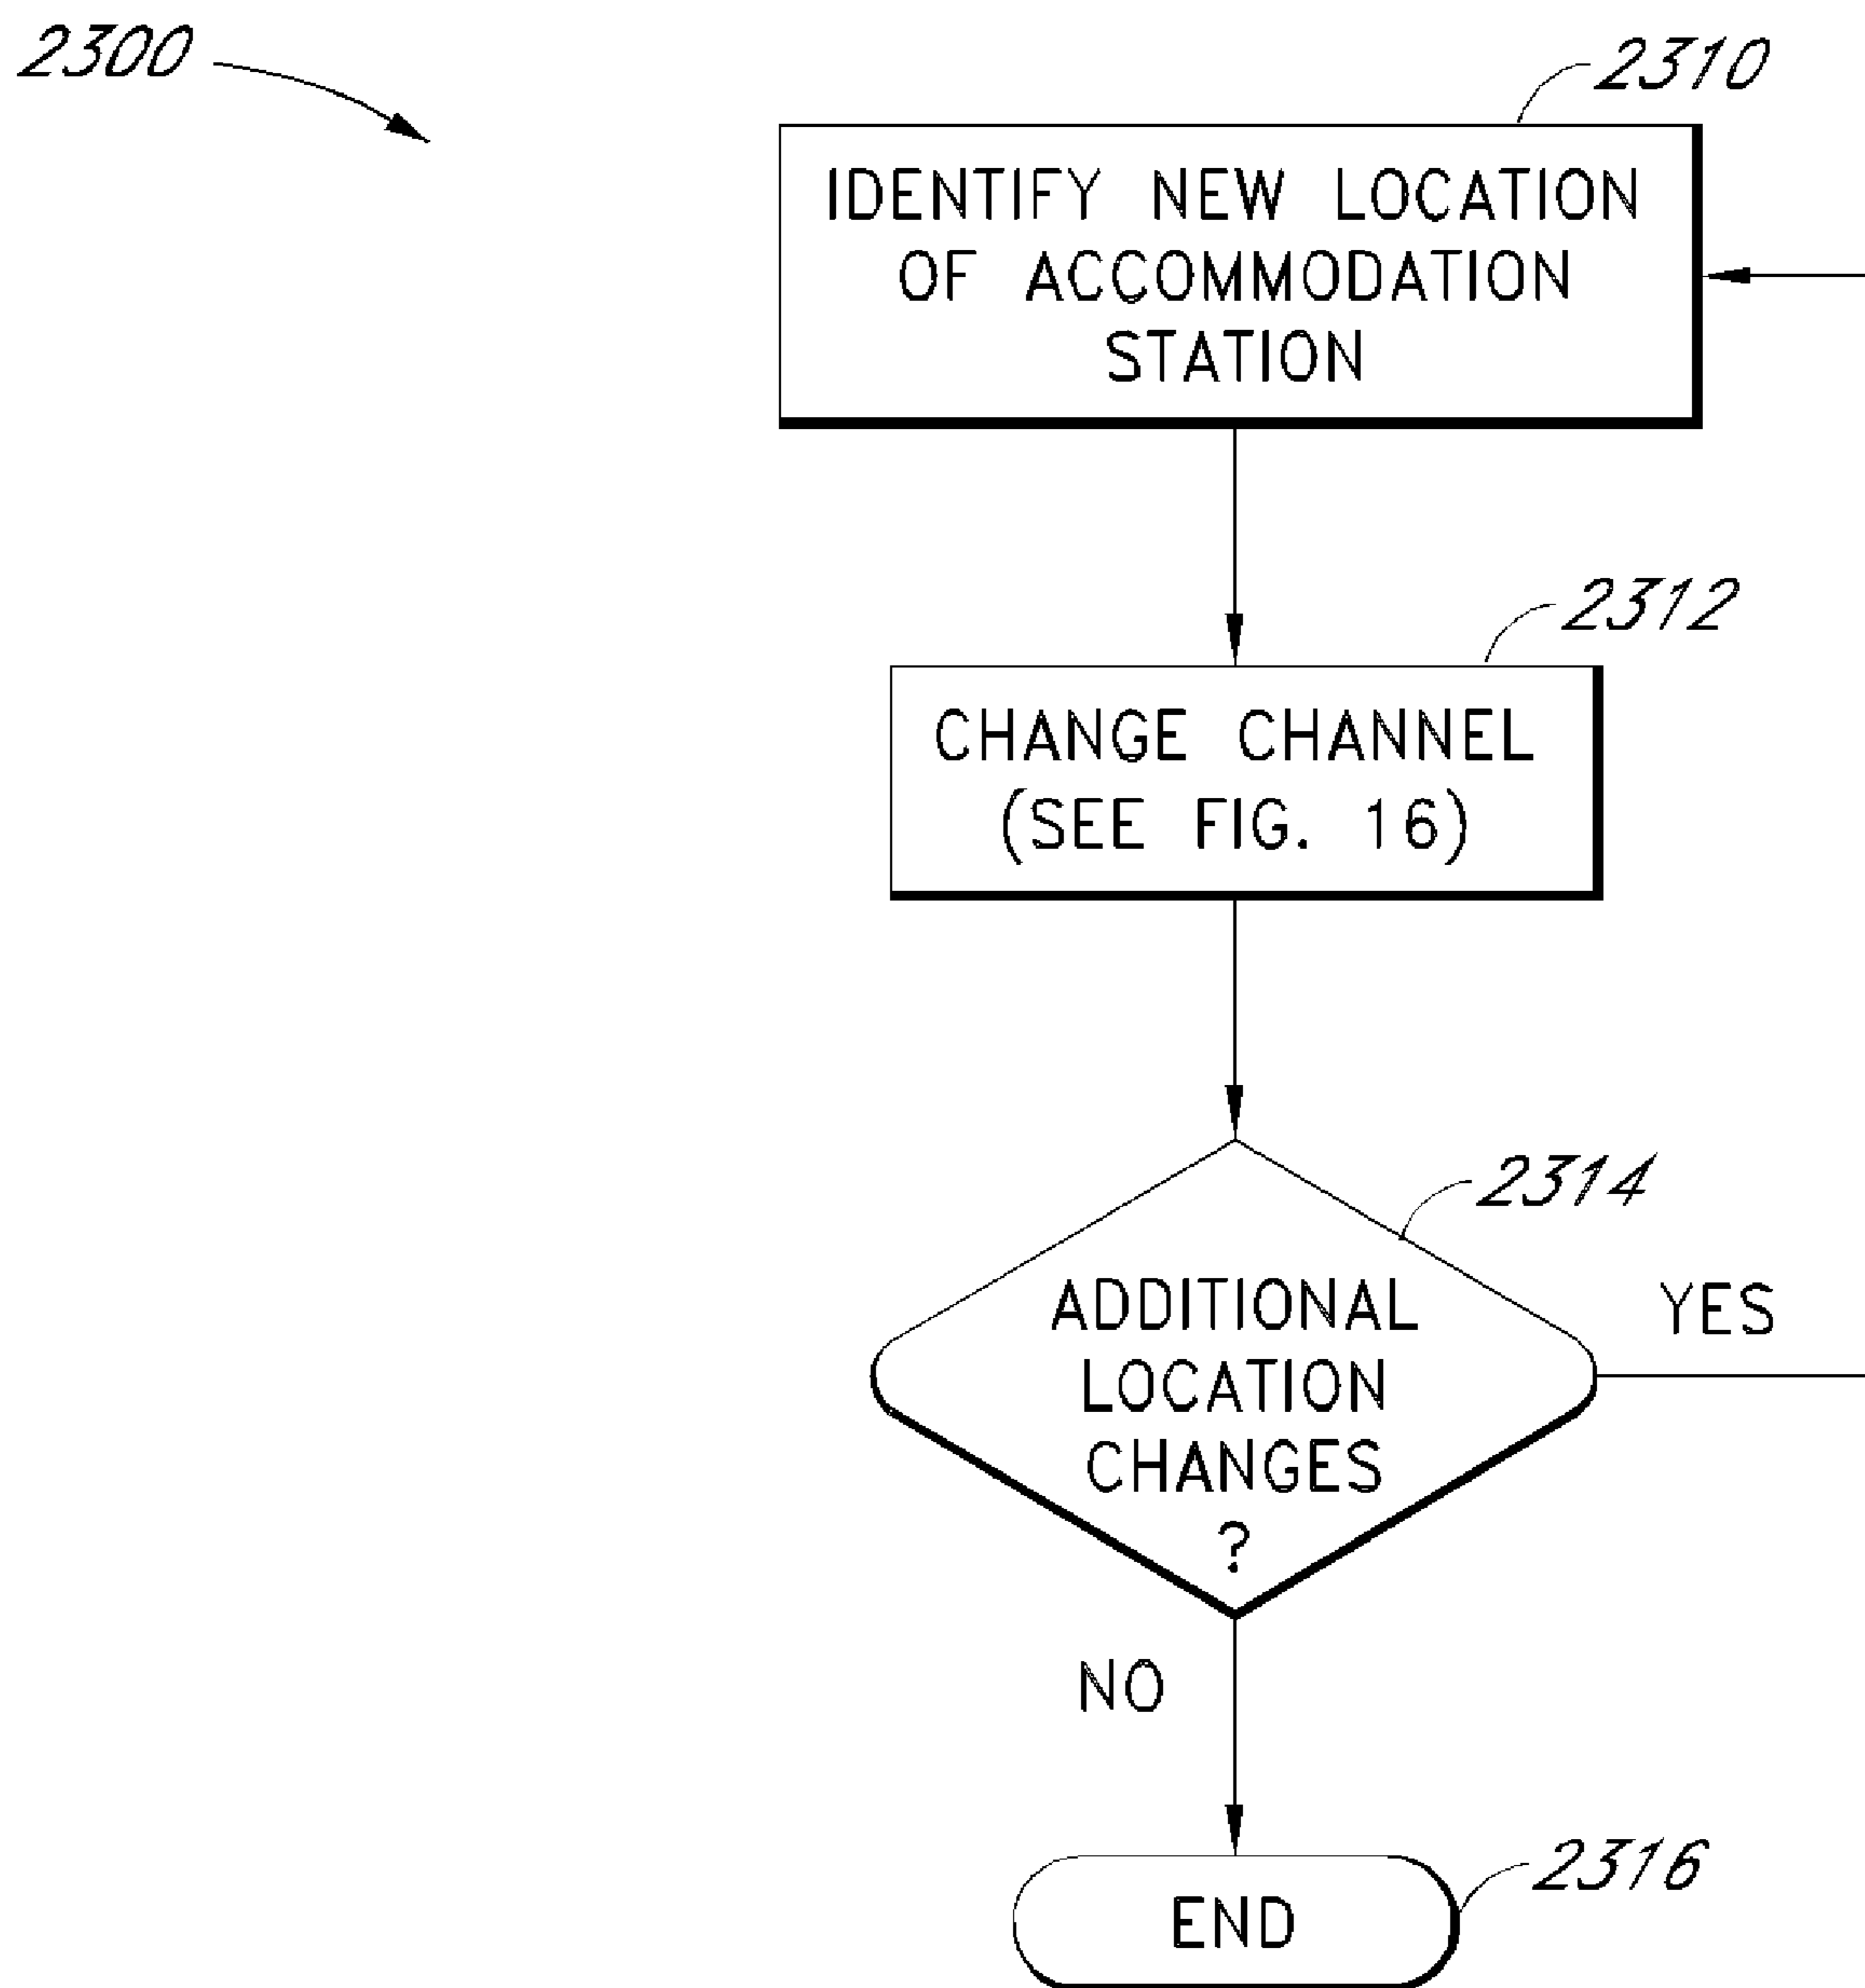 2300
2310
IDENTIFY NEW LOCATION
OF ACCOMMODATION
STATION
2312
CHANGE CHANNEL
(SEE FIG. 16)
2314
ADDITIONAL
LOCATION
CHANGES
?
YES
NO
2316
END